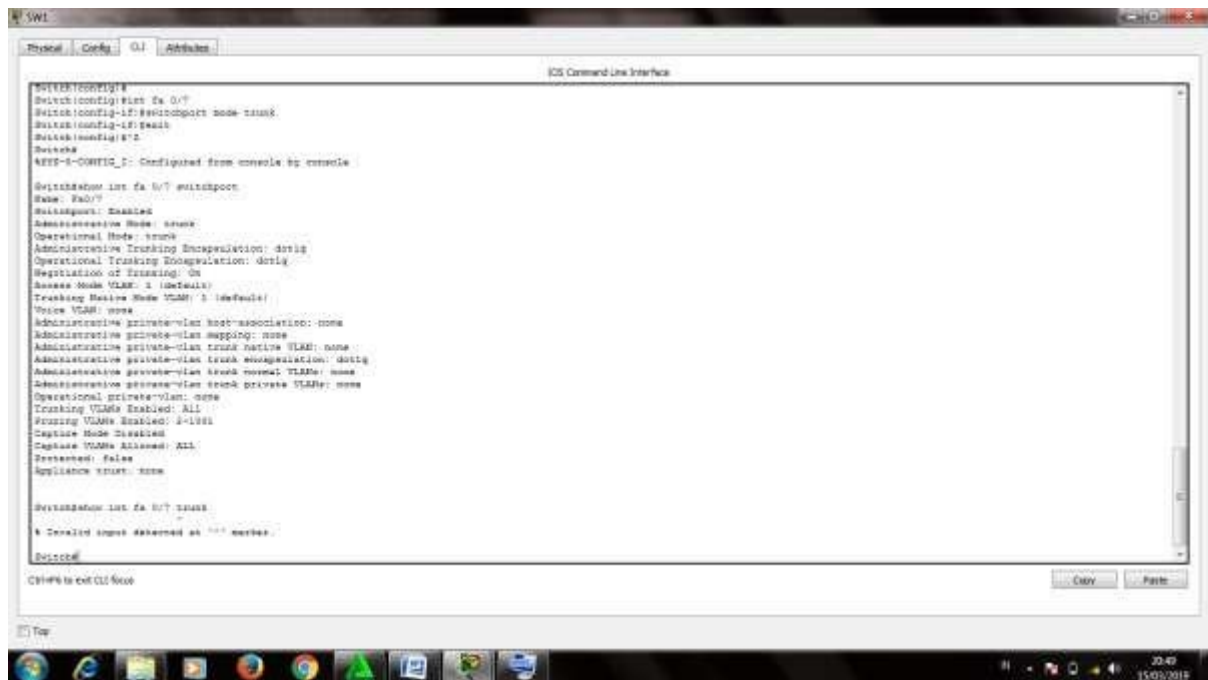 SW1
Physical Config CLI Attributes
IOS Command Line Interface
Switch(config)#
Switch(config)#int fa 0/7
Switch(config-if)#switchport mode trunk
Switch(config-if)#exit
Switch(config)#^Z
Switch#
%SYS-5-CONFIG_I: Configured from console by console
Switch#show int fa 0/7 switchport
Name: Fa0/7
Switchport: Enabled
Administrative Mode: trunk
Operational Mode: trunk
Administrative Trunking Encapsulation: dot1q
Operational Trunking Encapsulation: dot1q
Negotiation of Trunking: On
Access Mode VLAN: 1 (default)
Trunking Native Mode VLAN: 1 (default)
Voice VLAN: none
Administrative private-vlan host-association: none
Administrative private-vlan mapping: none
Administrative private-vlan trunk native VLAN: none
Administrative private-vlan trunk encapsulation: dot1q
Administrative private-vlan trunk normal VLANs: none
Administrative private-vlan trunk private VLANs: none
Operational private-vlan: none
Trunking VLANs Enabled: All
Pruning VLANs Enabled: 2-1001
Capture Mode Disabled
Capture VLANs Allowed: ALL
Protected: false
Appliance trust: none
Switch#show int fa 0/7 trunk
^
% Invalid input detected at '^' marker.
Switch#
Ctrl+F6 to exit CLI focus
Copy Paste
Top
20:49
15/03/2019